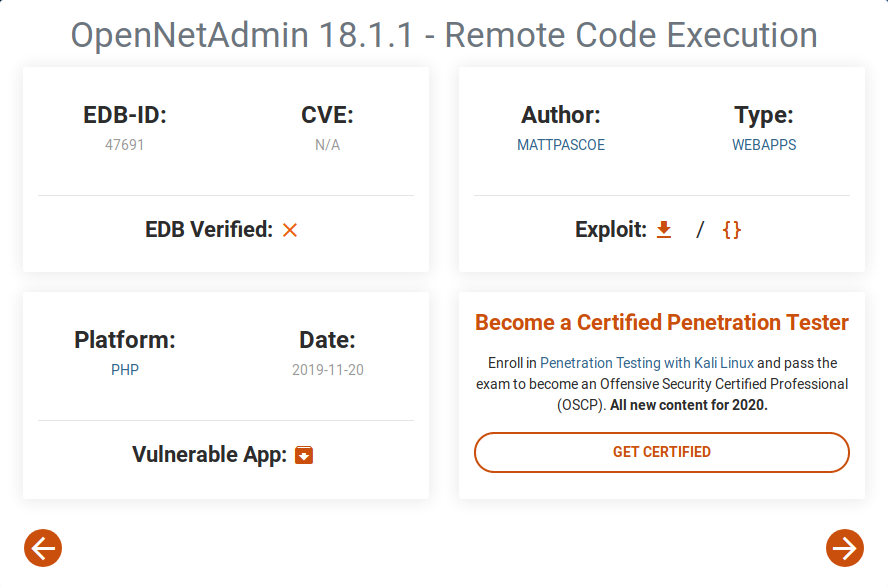 OpenNetAdmin 18.1.1 - Remote Code Execution
EDB-ID:
47691
CVE:
N/A
EDB Verified:
Author:
MATTPASCOE
Type:
WEBAPPS
Exploit: / {}
Platform:
PHP
Date:
2019-11-20
Vulnerable App:
Become a Certified Penetration Tester
Enroll in Penetration Testing with Kali Linux and pass the
exam to become an Offensive Security Certified Professional
(OSCP). All new content for 2020.
GET CERTIFIED